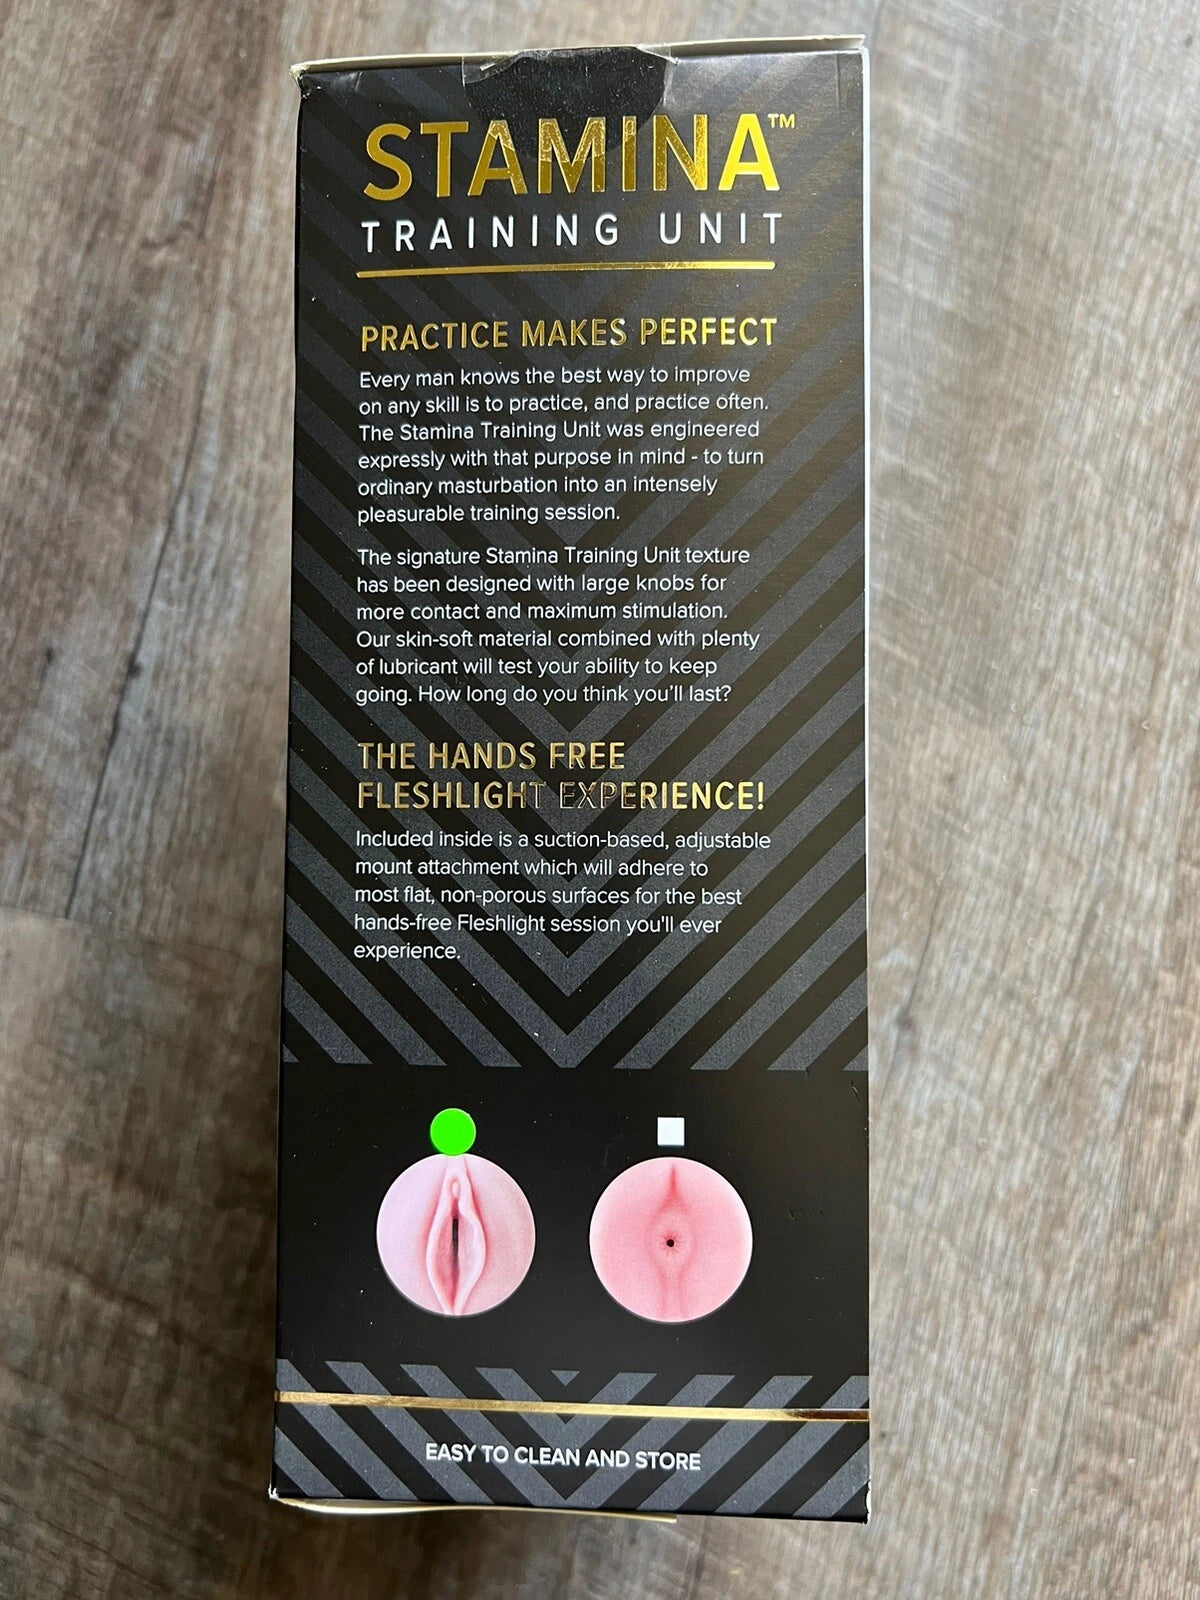 STAMINA™
TRAINING UNIT
PRACTICE MAKES PERFECT
Every man knows the best way to improve
on any skill is to practice, and practice often.
The Stamina Training Unit was engineered
expressly with that purpose in mind - to turn
ordinary masturbation into an intensely
pleasurable training session.
The signature Stamina Training Unit texture
has been designed with large knobs for
more contact and maximum stimulation.
Our skin-soft material combined with plenty
of lubricant will test your ability to keep
going. How long do you think you'll last?
THE HANDS FREE
FLESHLIGHT EXPERIENCE!
Included inside is a suction-based, adjustable
mount attachment which will adhere to
most flat, non-porous surfaces for the best
hands-free Fleshlight session you'll ever
experience.
EASY TO CLEAN AND STORE